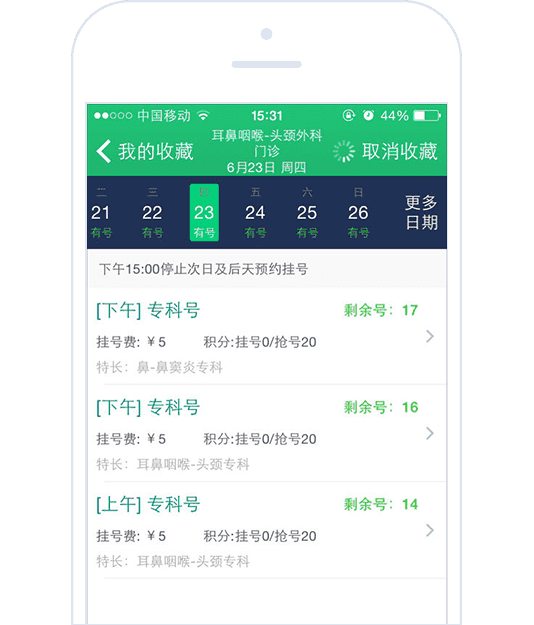 中国移动 15:31 44%
我的收藏 耳鼻咽喉-头颈外科 取消收藏
门诊
6月23日 周四
二 三 四 五 六 日
21 22 23 24 25 26 更多
有号 有号 有号 有号 有号 有号 日期
下午15:00停止次日及后天预约挂号
[下午] 专科号 剩余号：17
挂号费: ￥5 积分:挂号0/抢号20
特长：鼻-鼻窦炎专科
[下午] 专科号 剩余号：16
挂号费: ￥5 积分:挂号0/抢号20
特长：耳鼻咽喉-头颈专科
[上午] 专科号 剩余号：14
挂号费: ￥5 积分:挂号0/抢号20
特长：耳鼻咽喉-头颈专科